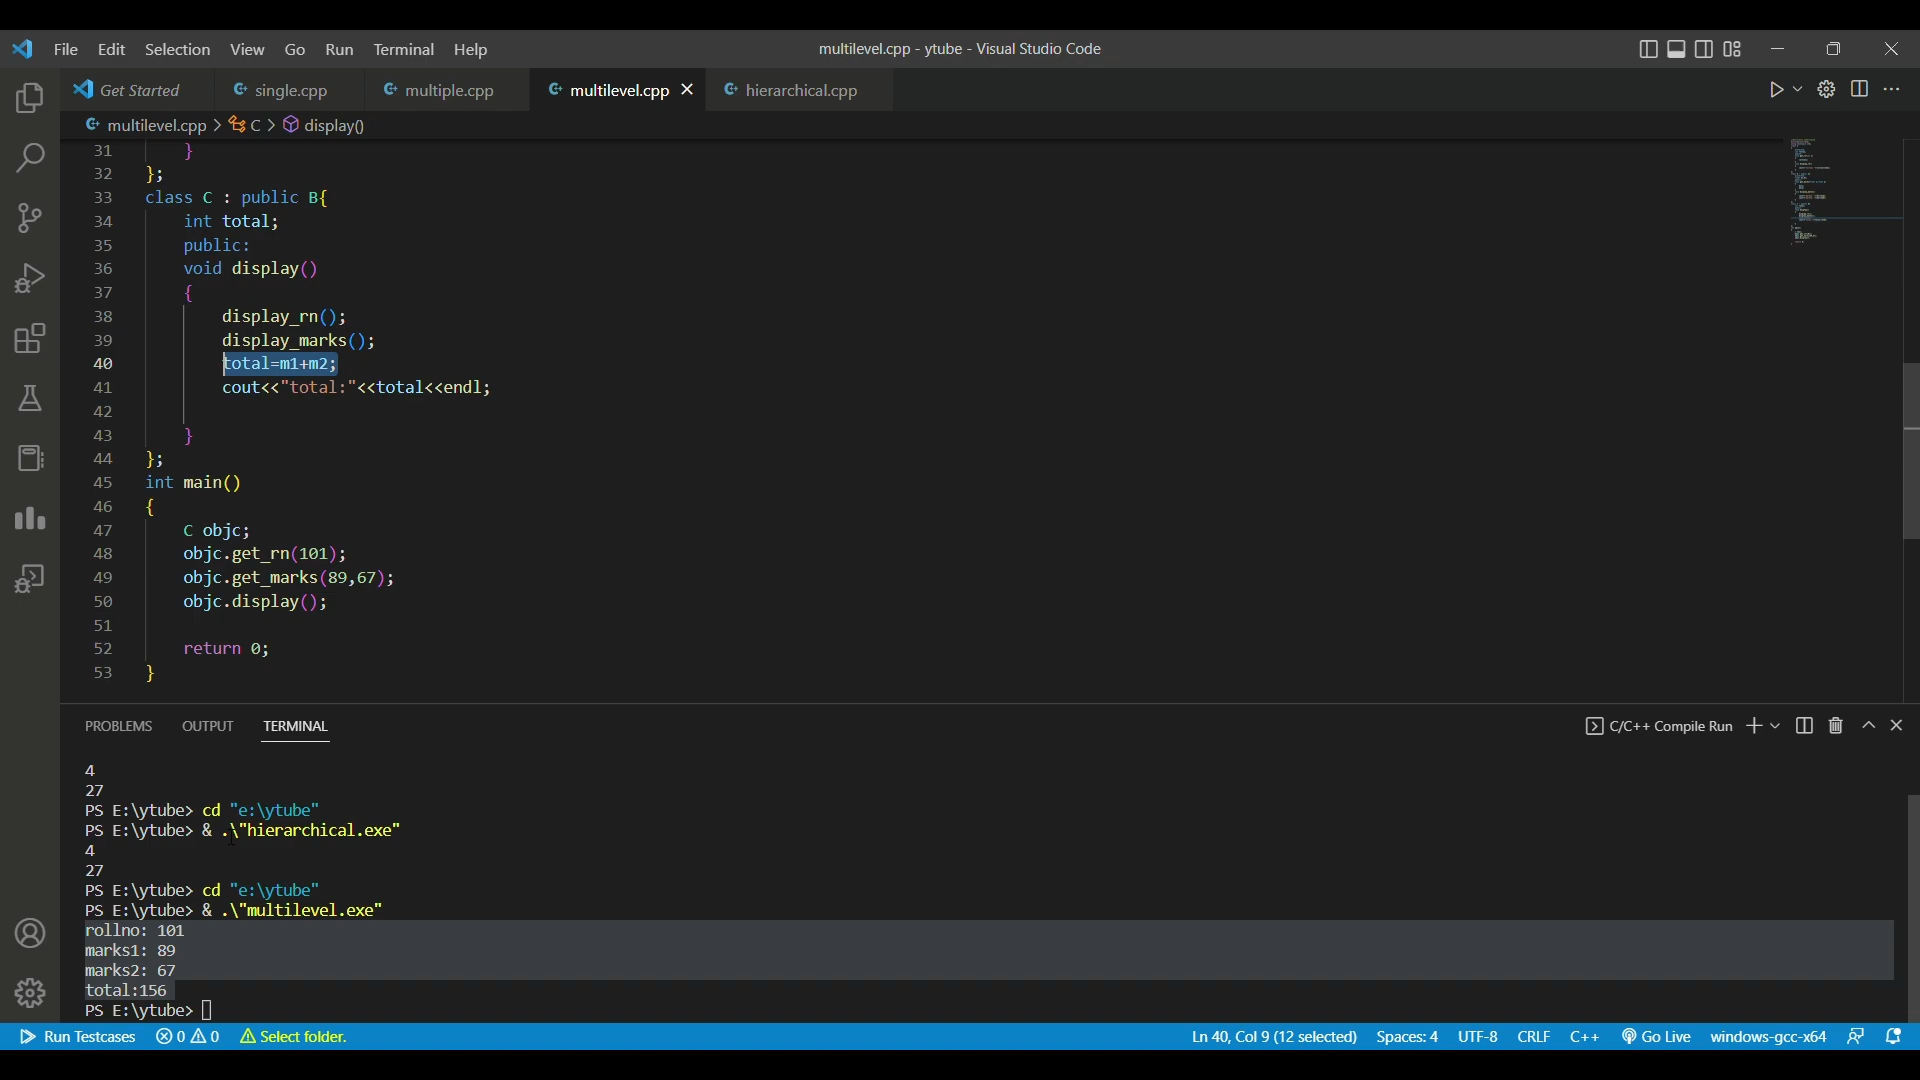 File Edit Selection View Go Run Terminal Help multilevel.cpp - ytube - Visual Studio Code
Get Started single.cpp multiple.cpp multilevel.cpp hierarchical.cpp
multilevel.cpp > C > display()
31 }
32 };
33 class C : public B{
34 int total;
35 public:
36 void display()
37 {
38 display_rn();
39 display_marks();
40 total=m1+m2;
41 cout<<"total:"<<total<<endl;
42
43 }
44 };
45 int main()
46 {
47 C objc;
48 objc.get_rn(101);
49 objc.get_marks(89,67);
50 objc.display();
51
52 return 0;
53 }
PROBLEMS OUTPUT TERMINAL C/C++ Compile Run
4
27
PS E:\ytube> cd "e:\ytube"
PS E:\ytube> & .\"hierarchical.exe"
4
27
PS E:\ytube> cd "e:\ytube"
PS E:\ytube> & .\"multilevel.exe"
rollno: 101
marks1: 89
marks2: 67
total:156
PS E:\ytube>
Run Testcases 0 0 Select folder. Ln 40, Col 9 (12 selected) Spaces: 4 UTF-8 CRLF C++ Go Live windows-gcc-x64